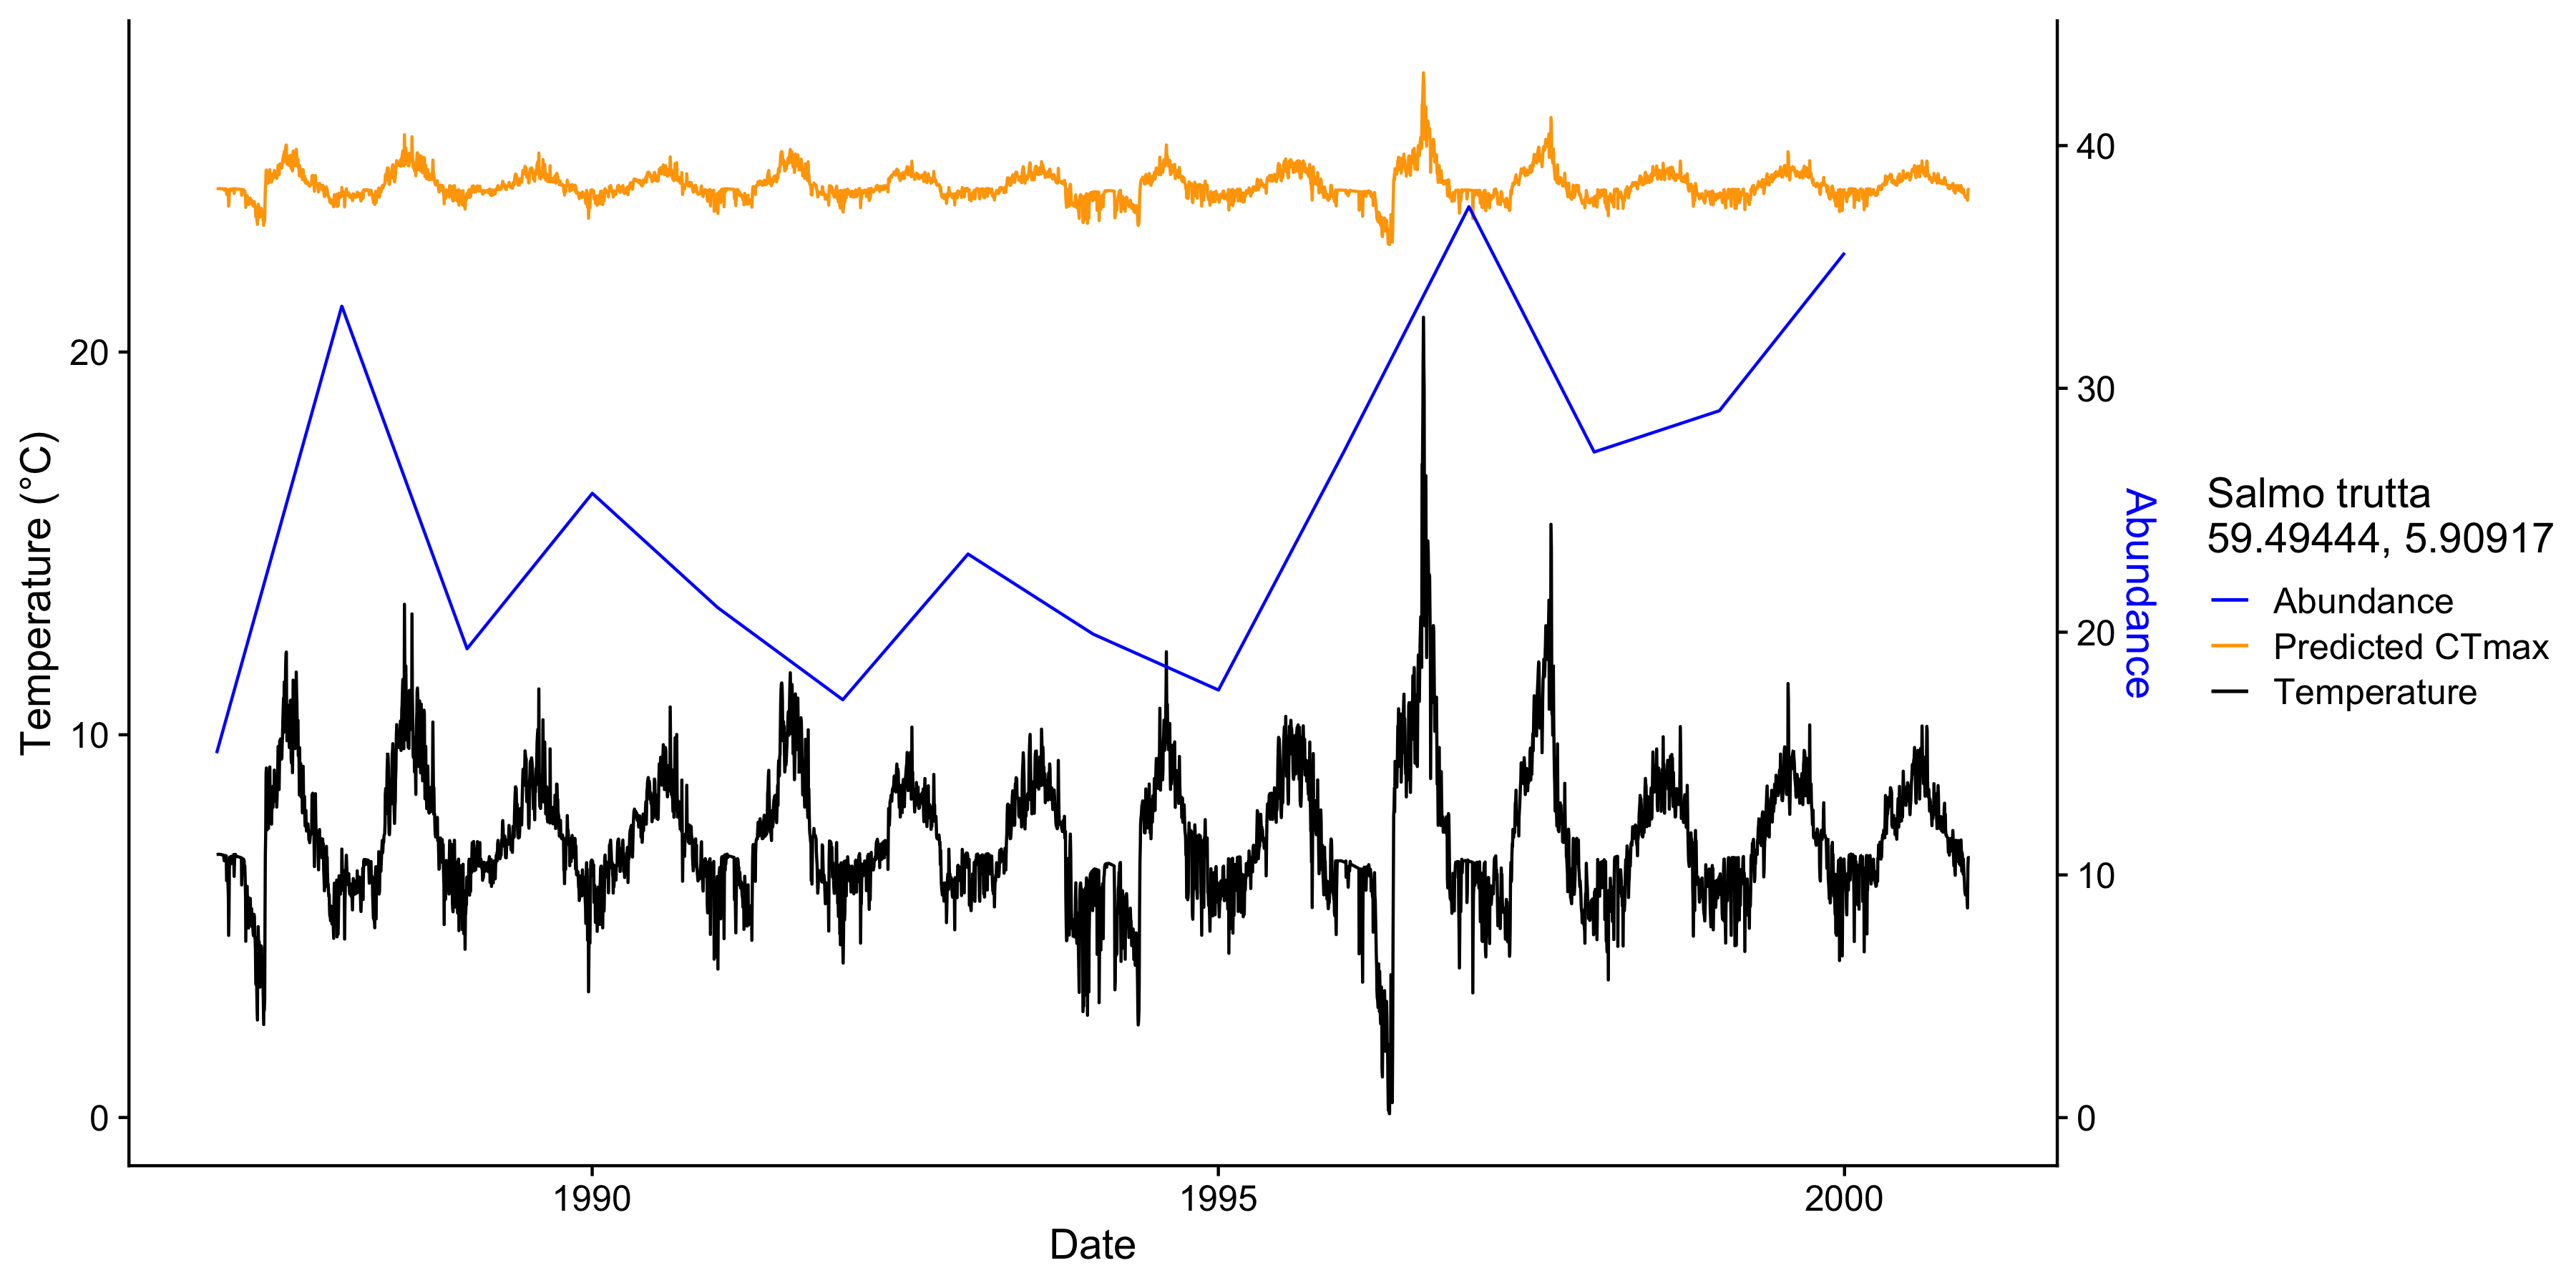 Temperature (°C)
20
10
0
1990
1995
2000
Date
40
30
20
10
0
Abundance
Salmo trutta
59.49444, 5.90917
Abundance
Predicted CTmax
Temperature